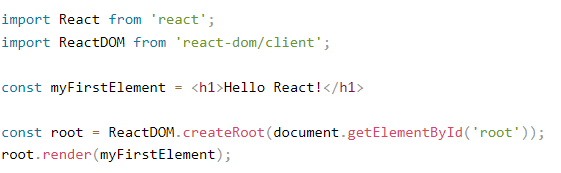 import React from 'react';
import ReactDOM from 'react-dom/client';
const myFirstElement = <h1>Hello React!</h1>
const root = ReactDOM.createRoot(document.getElementById('root'));
root.render(myFirstElement);